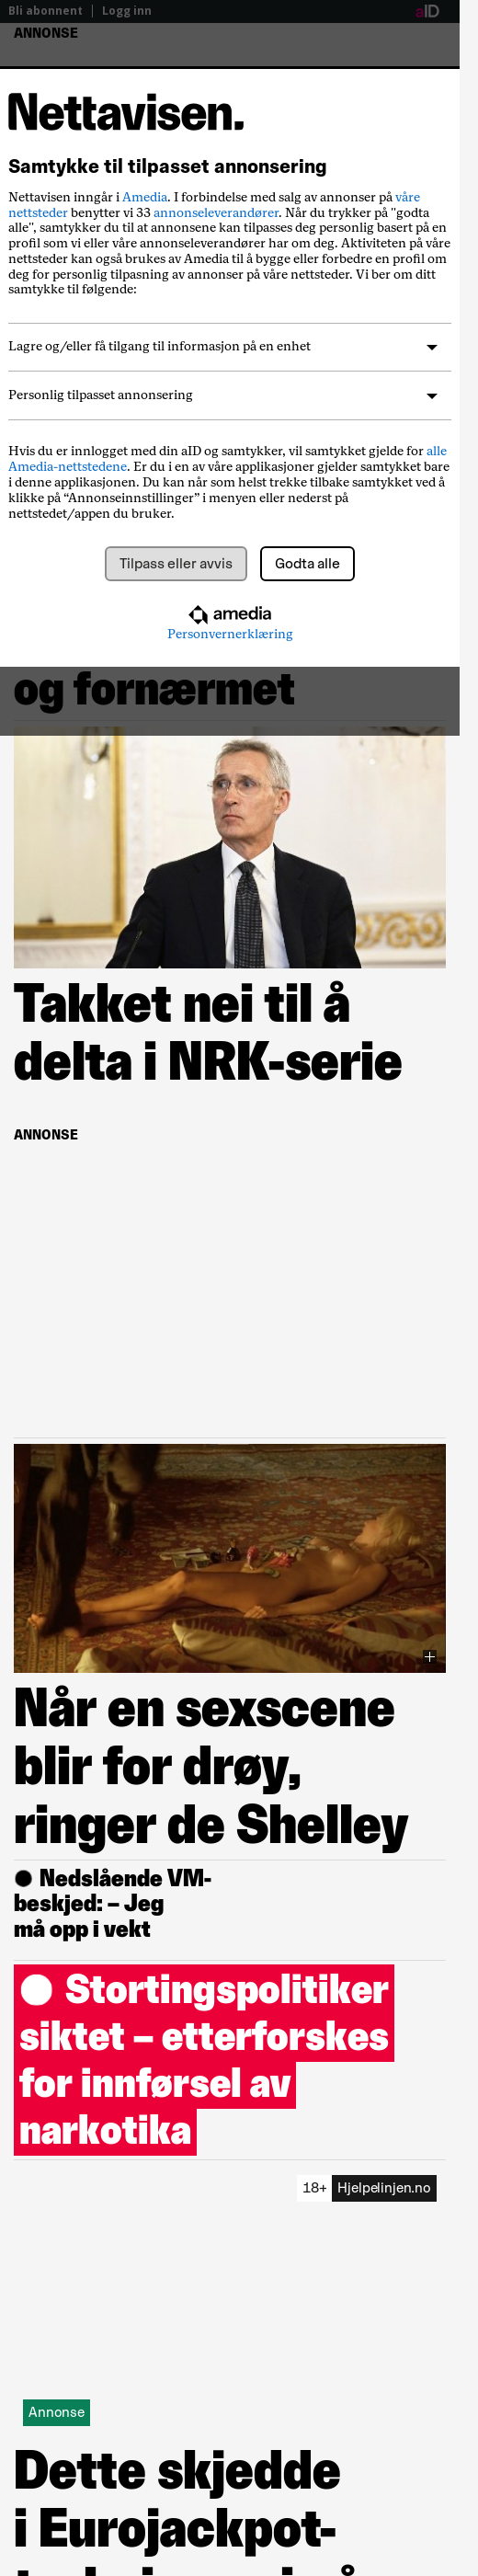 Bli abonnent | Logg inn
aID
ANNONSE
Nettavisen.
Samtykke til tilpasset annonsering
Nettavisen inngår i Amedia. I forbindelse med salg av annonser på våre
nettsteder benytter vi 33 annonseleverandører. Når du trykker på "godta
alle", samtykker du til at annonsene kan tilpasses deg personlig basert på en
profil som vi eller våre annonseleverandører har om deg. Aktiviteten på våre
nettsteder kan også brukes av Amedia til å bygge eller forbedre en profil om
deg for personlig tilpasning av annonser på våre nettsteder. Vi ber om ditt
samtykke til følgende:
Lagre og/eller få tilgang til informasjon på en enhet
Personlig tilpasset annonsering
Hvis du er innlogget med din aID og samtykker, vil samtykket gjelde for alle
Amedia-nettstedene. Er du i en av våre applikasjoner gjelder samtykket bare
i denne applikasjonen. Du kan når som helst trekke tilbake samtykket ved å
klikke på “Annonseinnstillinger” i menyen eller nederst på
nettstedet/appen du bruker.
Tilpass eller avvis
Godta alle
amedia
Personvernerklæring
og fornærmet
Takket nei til å
delta i NRK-serie
ANNONSE
Når en sexscene
blir for drøy,
ringer de Shelley
Nedslående VM-
beskjed: – Jeg
må opp i vekt
Stortingspolitiker
siktet – etterforskes
for innførsel av
narkotika
18+ Hjelpelinjen.no
Annonse
Dette skjedde
i Eurojackpot-